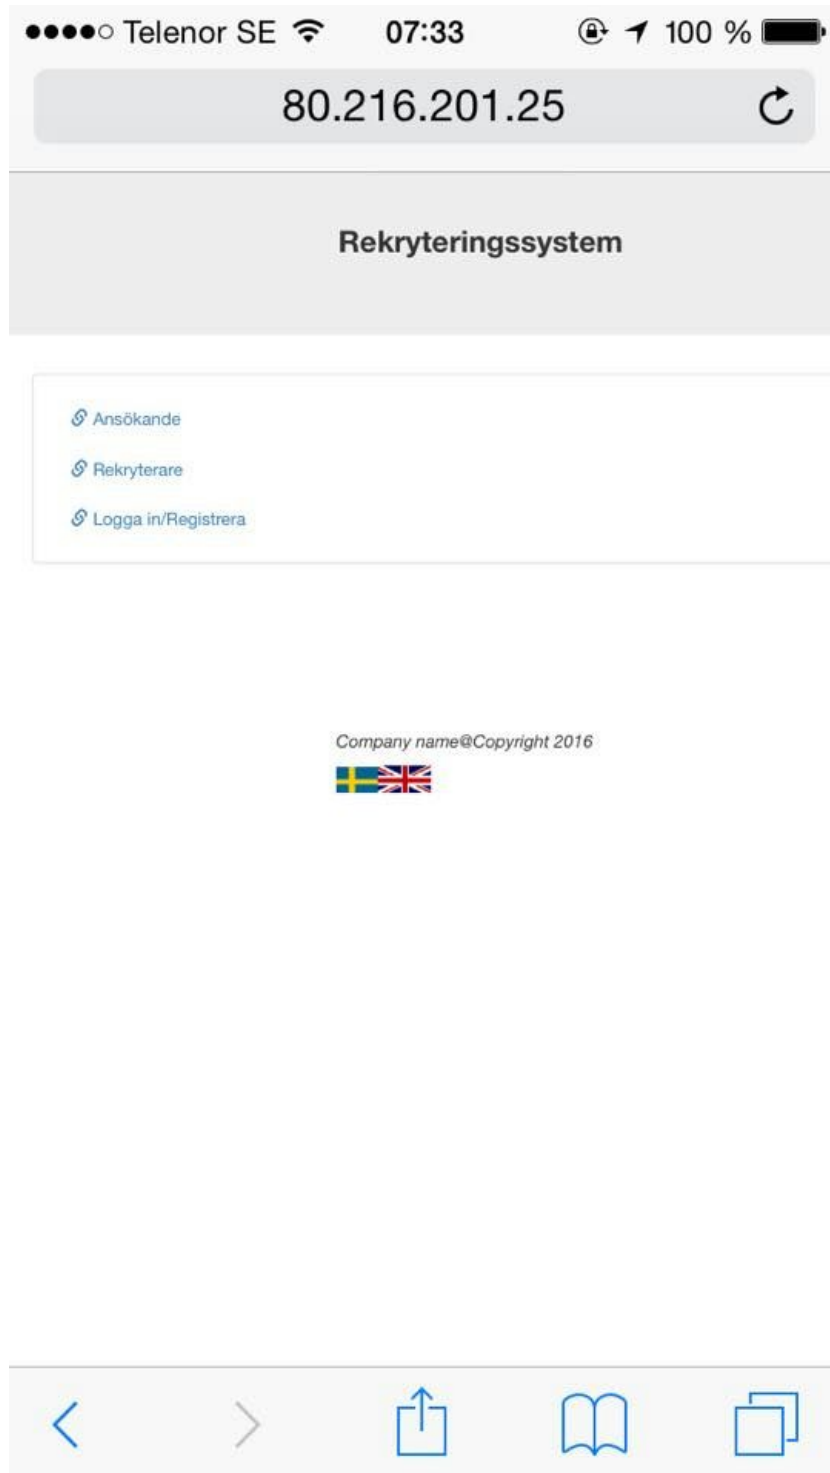 Telenor SE 07:33 100 %
80.216.201.25
Rekryteringssystem
Ansökande
Rekryterare
Logga in/Registrera
Company name@Copyright 2016